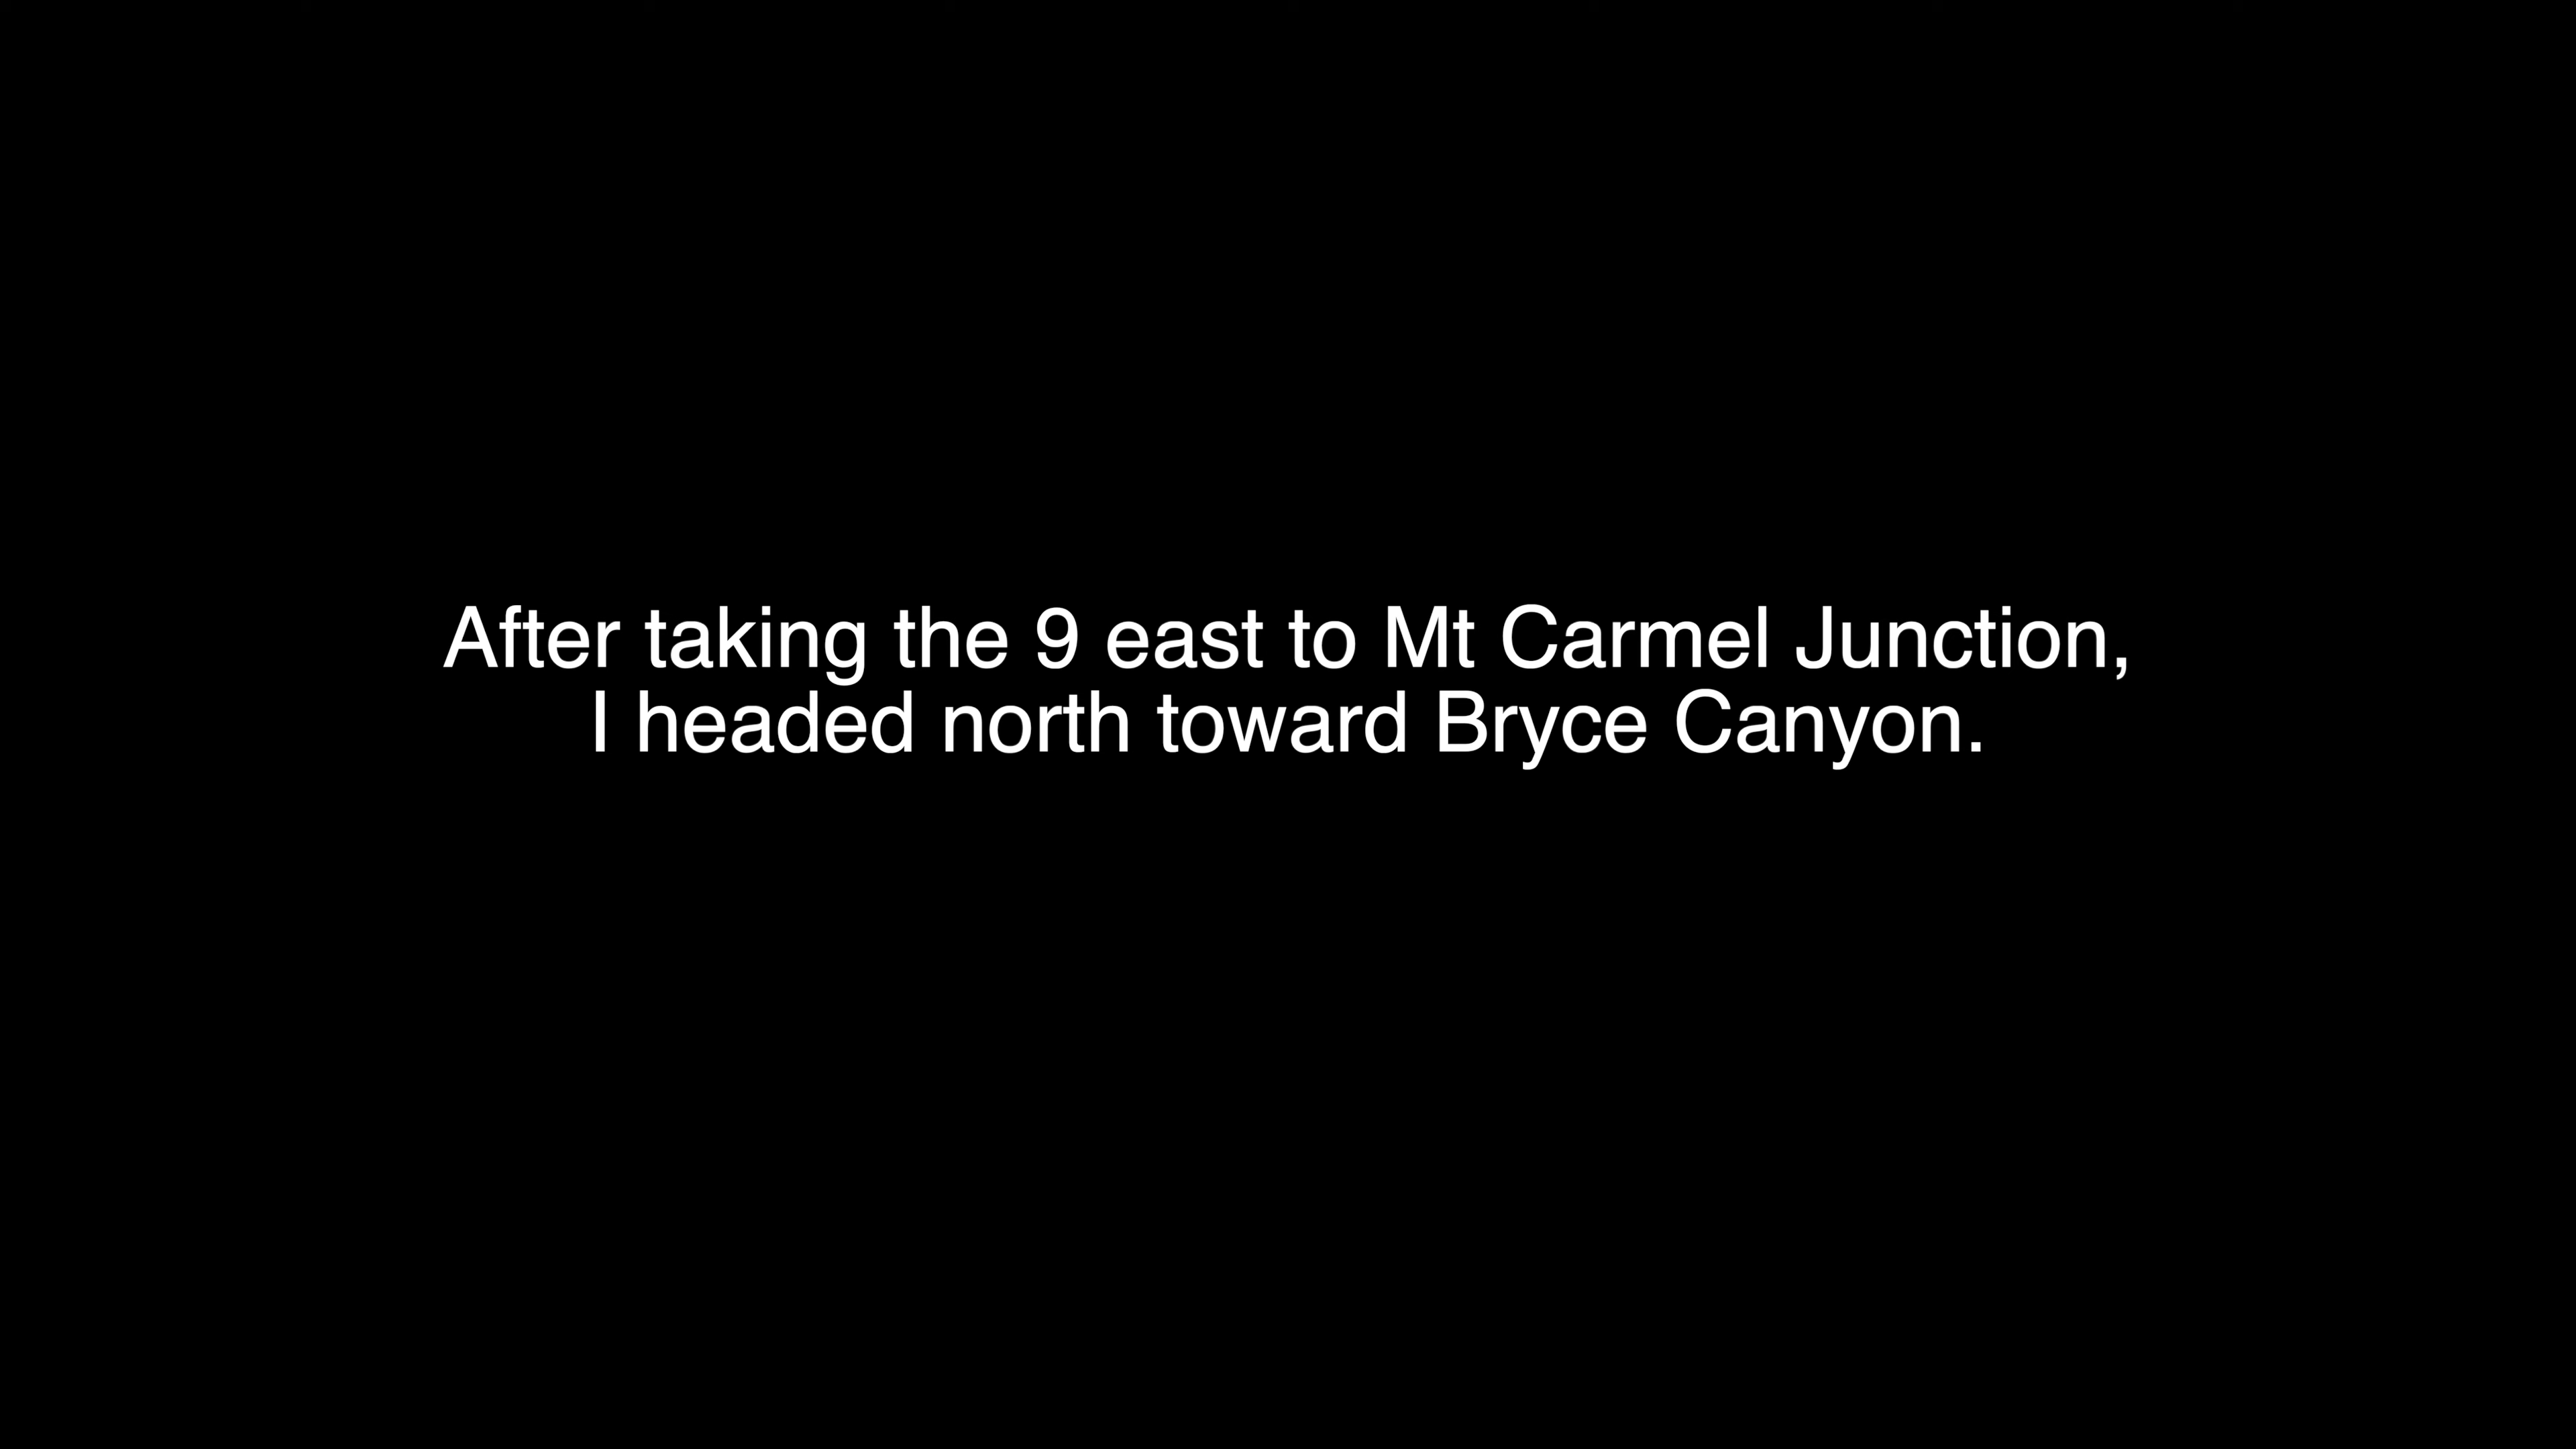 After taking the 9 east to Mt Carmel Junction,
I headed north toward Bryce Canyon.